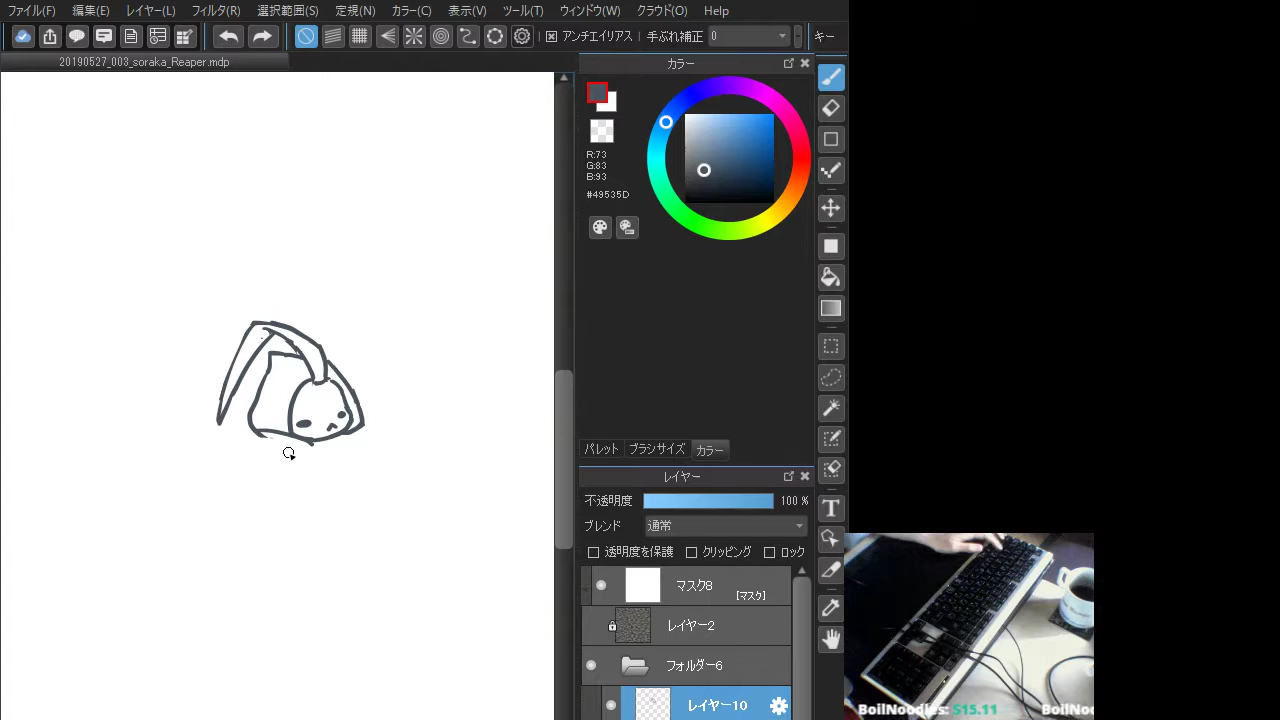 ファイル(F) 編集(E) レイヤー(L) フィルタ(R) 選択範囲(S) 定規(N) カラー(C) 表示(V) ツール(T) ウィンドウ(W) クラウド(O) Help
アンチエイリアス 手ぶれ補正 0 キー
20190527_003_soraka_Reaper.mdp
カラー
R:73
G:83
B:93
#49535D
パレット ブラシサイズ カラー
レイヤー
不透明度 100 %
ブレンド 通常
透明度を保護 クリッピング ロック
マスク8
[マスク]
レイヤー2
フォルダー6
レイヤー10
T
BoilNoodles: $15.11 BoilNo